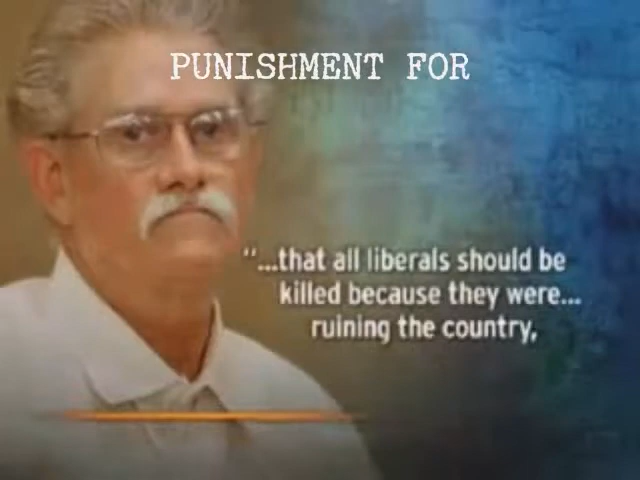 PUNISHMENT FOR
“...that all liberals should be
killed because they were...
ruining the country,